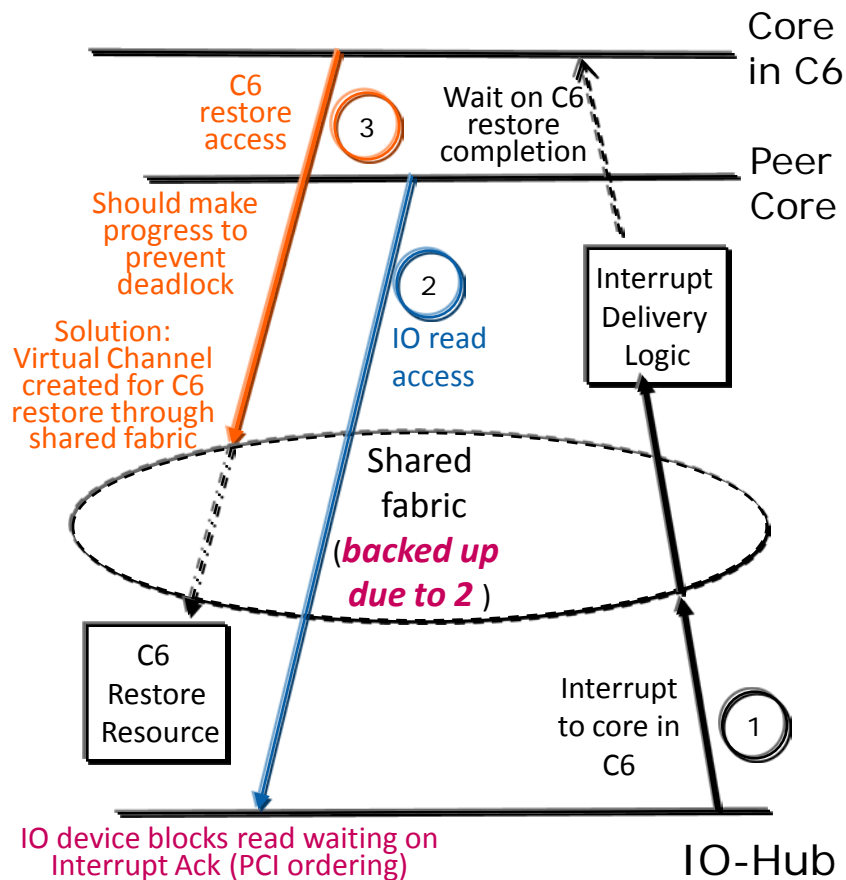 Core
in C6
C6
restore
access
3
Wait on C6
restore
completion
Peer
Core
Should make
progress to
prevent
deadlock
2
IO read
access
Interrupt
Delivery
Logic
Solution:
Virtual Channel
created for C6
restore through
shared fabric
Shared
fabric
(backed up
due to 2 )
C6
Restore
Resource
Interrupt
to core in
C6
1
IO device blocks read waiting on
Interrupt Ack (PCI ordering)
IO-Hub